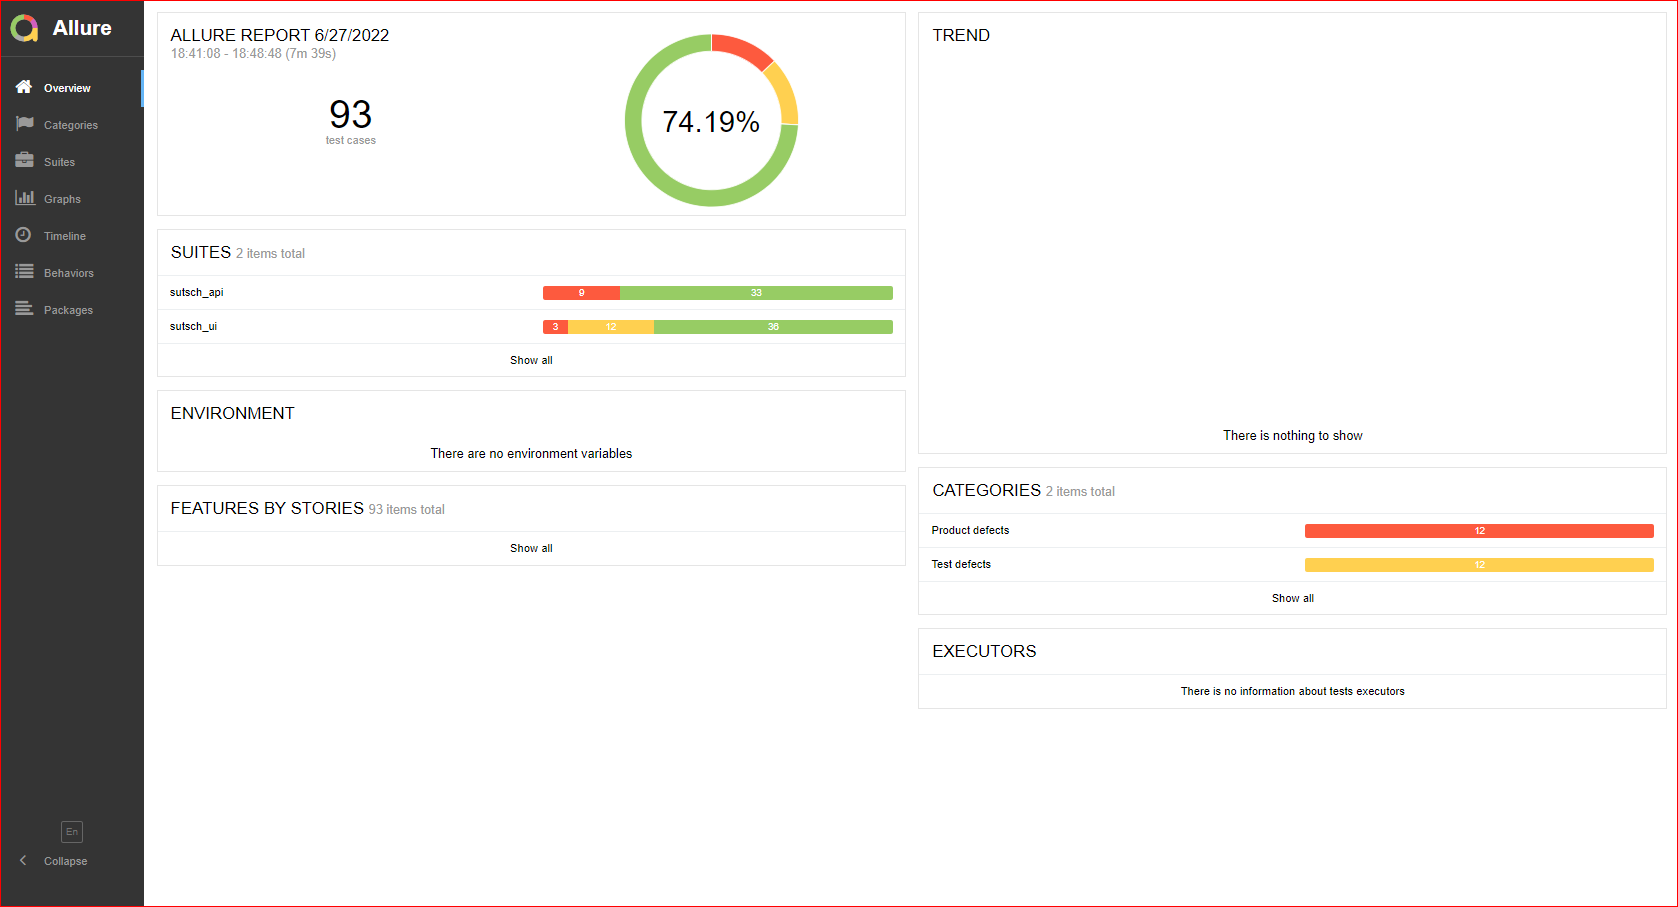 Allure
Overview
Categories
Suites
Graphs
Timeline
Behaviors
Packages
En
Collapse
ALLURE REPORT 6/27/2022
18:41:08 - 18:48:48 (7m 39s)
93
test cases
74.19%
SUITES 2 items total
sutsch_api 9 33
sutsch_ui 3 12 36
Show all
ENVIRONMENT
There are no environment variables
FEATURES BY STORIES 93 items total
Show all
TREND
There is nothing to show
CATEGORIES 2 items total
Product defects 12
Test defects 12
Show all
EXECUTORS
There is no information about tests executors